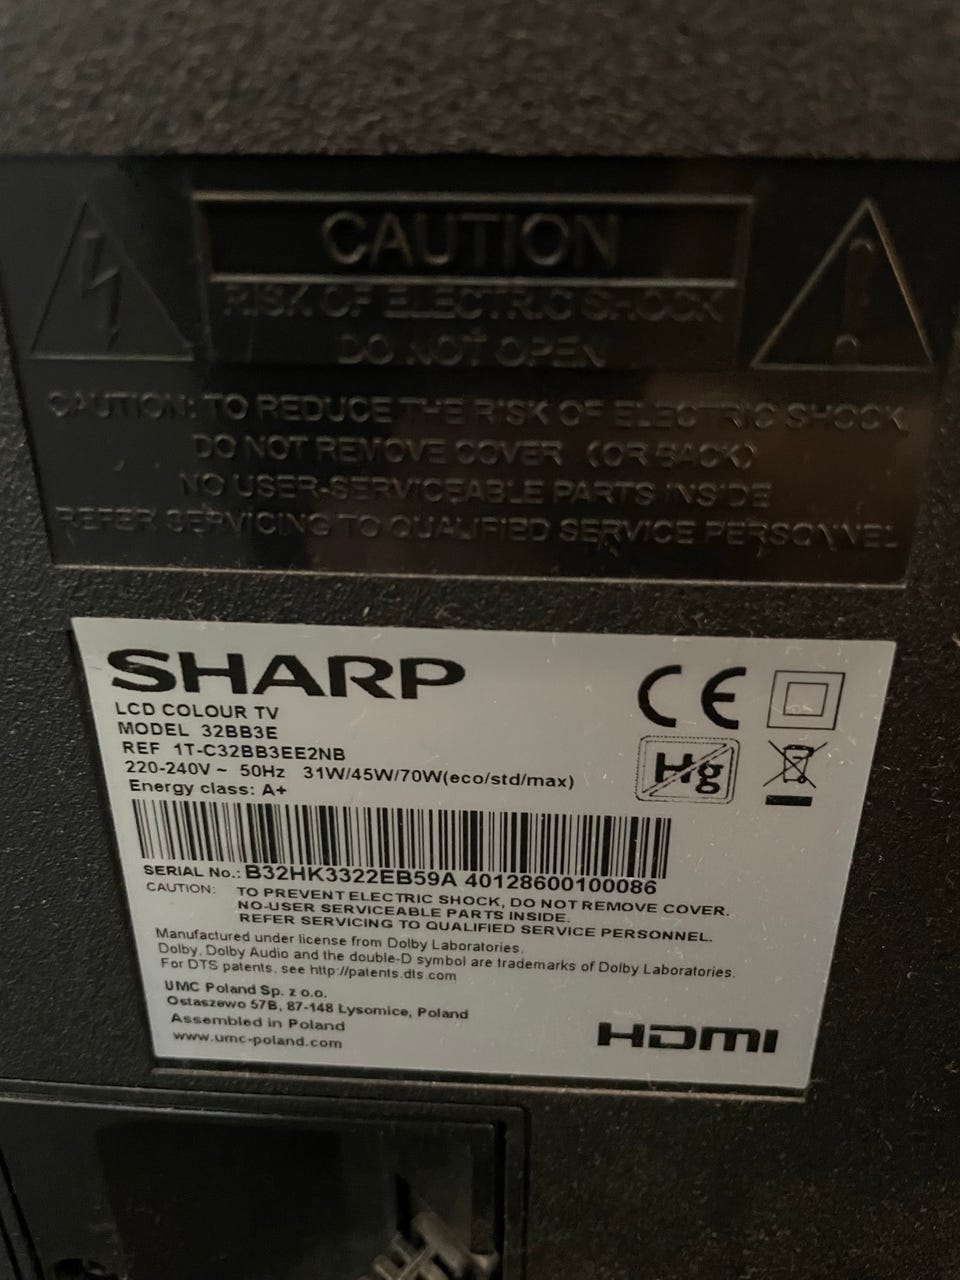 CAUTION
RISK OF ELECTRIC SHOCK
DO NOT OPEN
CAUTION: TO REDUCE THE RISK OF ELECTRIC SHOCK,
DO NOT REMOVE COVER (OR BACK)
NO USER-SERVICEABLE PARTS INSIDE
REFER SERVICING TO QUALIFIED SERVICE PERSONNEL
SHARP
LCD COLOUR TV
MODEL 32BB3E
REF 1T-C32BB3EE2NB
220-240V ~ 50Hz 31W/45W/70W(eco/std/max)
Energy class: A+
CE
Hg
SERIAL No.: B32HK3322EB59A 40128600100086
CAUTION: TO PREVENT ELECTRIC SHOCK, DO NOT REMOVE COVER.
NO-USER SERVICEABLE PARTS INSIDE.
REFER SERVICING TO QUALIFIED SERVICE PERSONNEL.
Manufactured under license from Dolby Laboratories.
Dolby, Dolby Audio and the double-D symbol are trademarks of Dolby Laboratories.
For DTS patents, see http://patents.dts.com
UMC Poland Sp. z o.o.
Ostaszewo 57B, 87-148 Łysomice, Poland
Assembled in Poland
www.umc-poland.com
HDMI